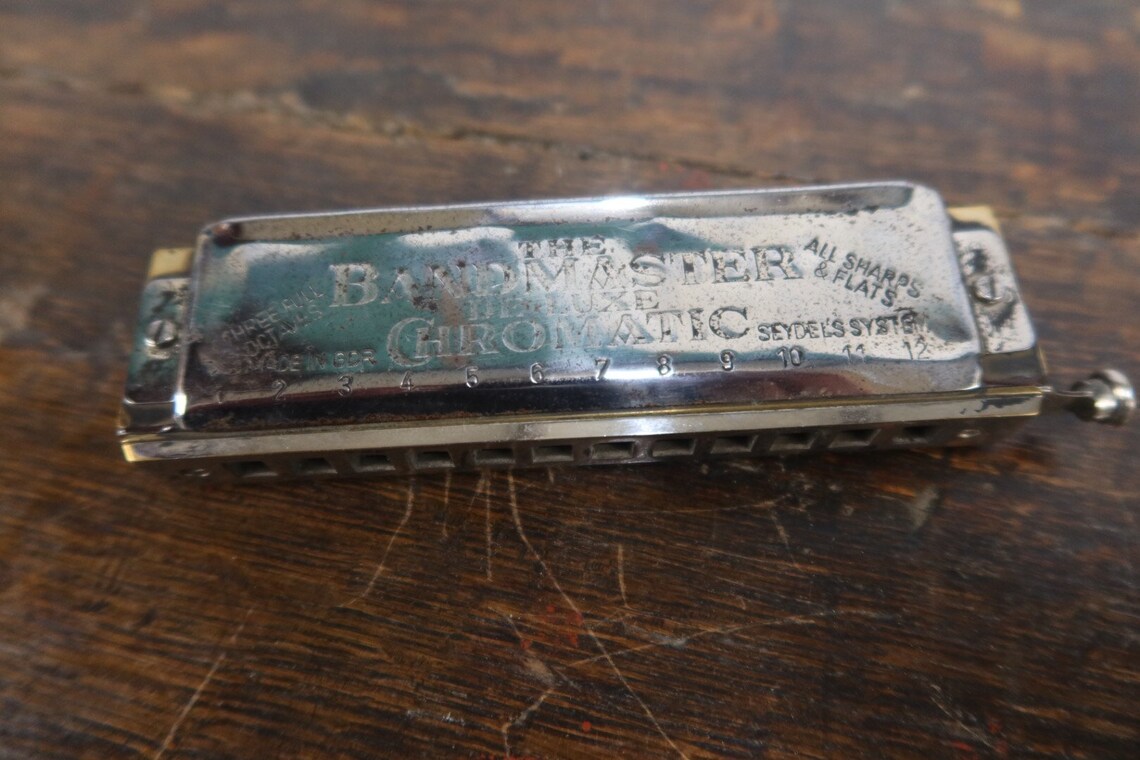 THE
BANDMASTER
DE LUXE
CHROMATIC
THREE FULL
OCTAVES
MADE IN GDR
ALL SHARPS
& FLATS
SEYDEL'S SYSTEM
1 2 3 4 5 6 7 8 9 10 11 12